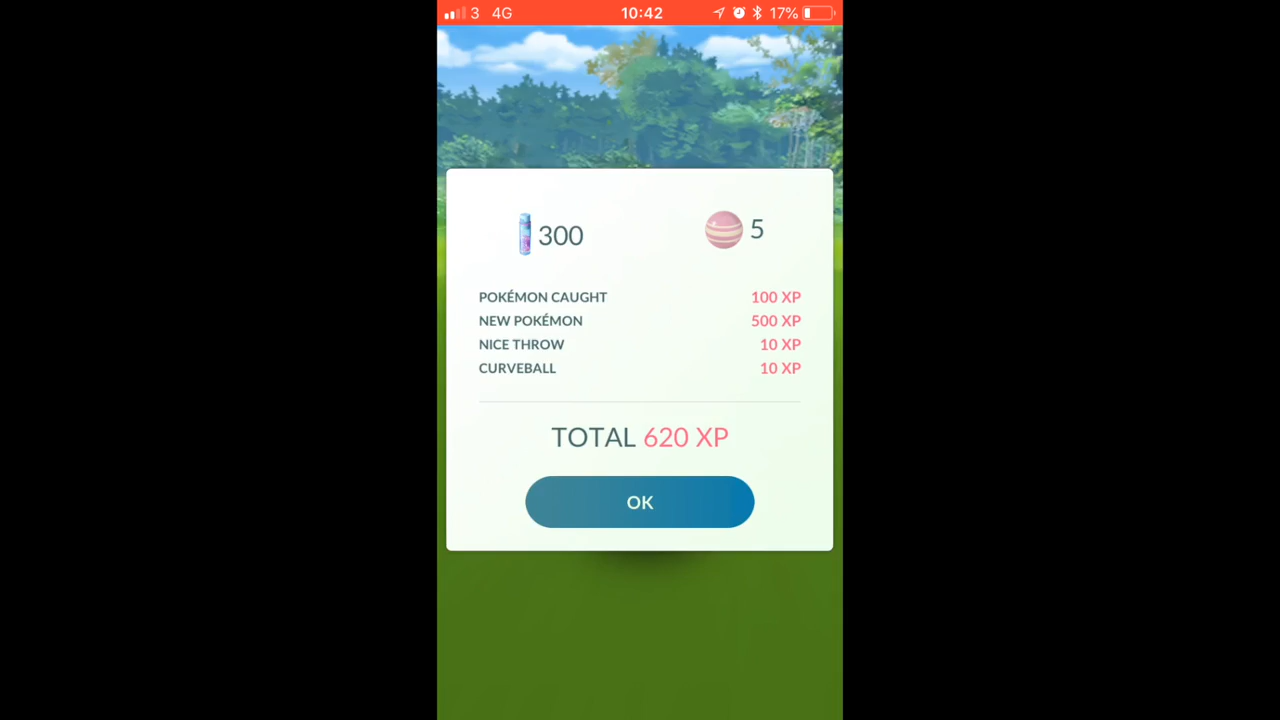 3 4G 10:42 17%
300 5
POKÉMON CAUGHT 100 XP
NEW POKÉMON 500 XP
NICE THROW 10 XP
CURVEBALL 10 XP
TOTAL 620 XP
OK